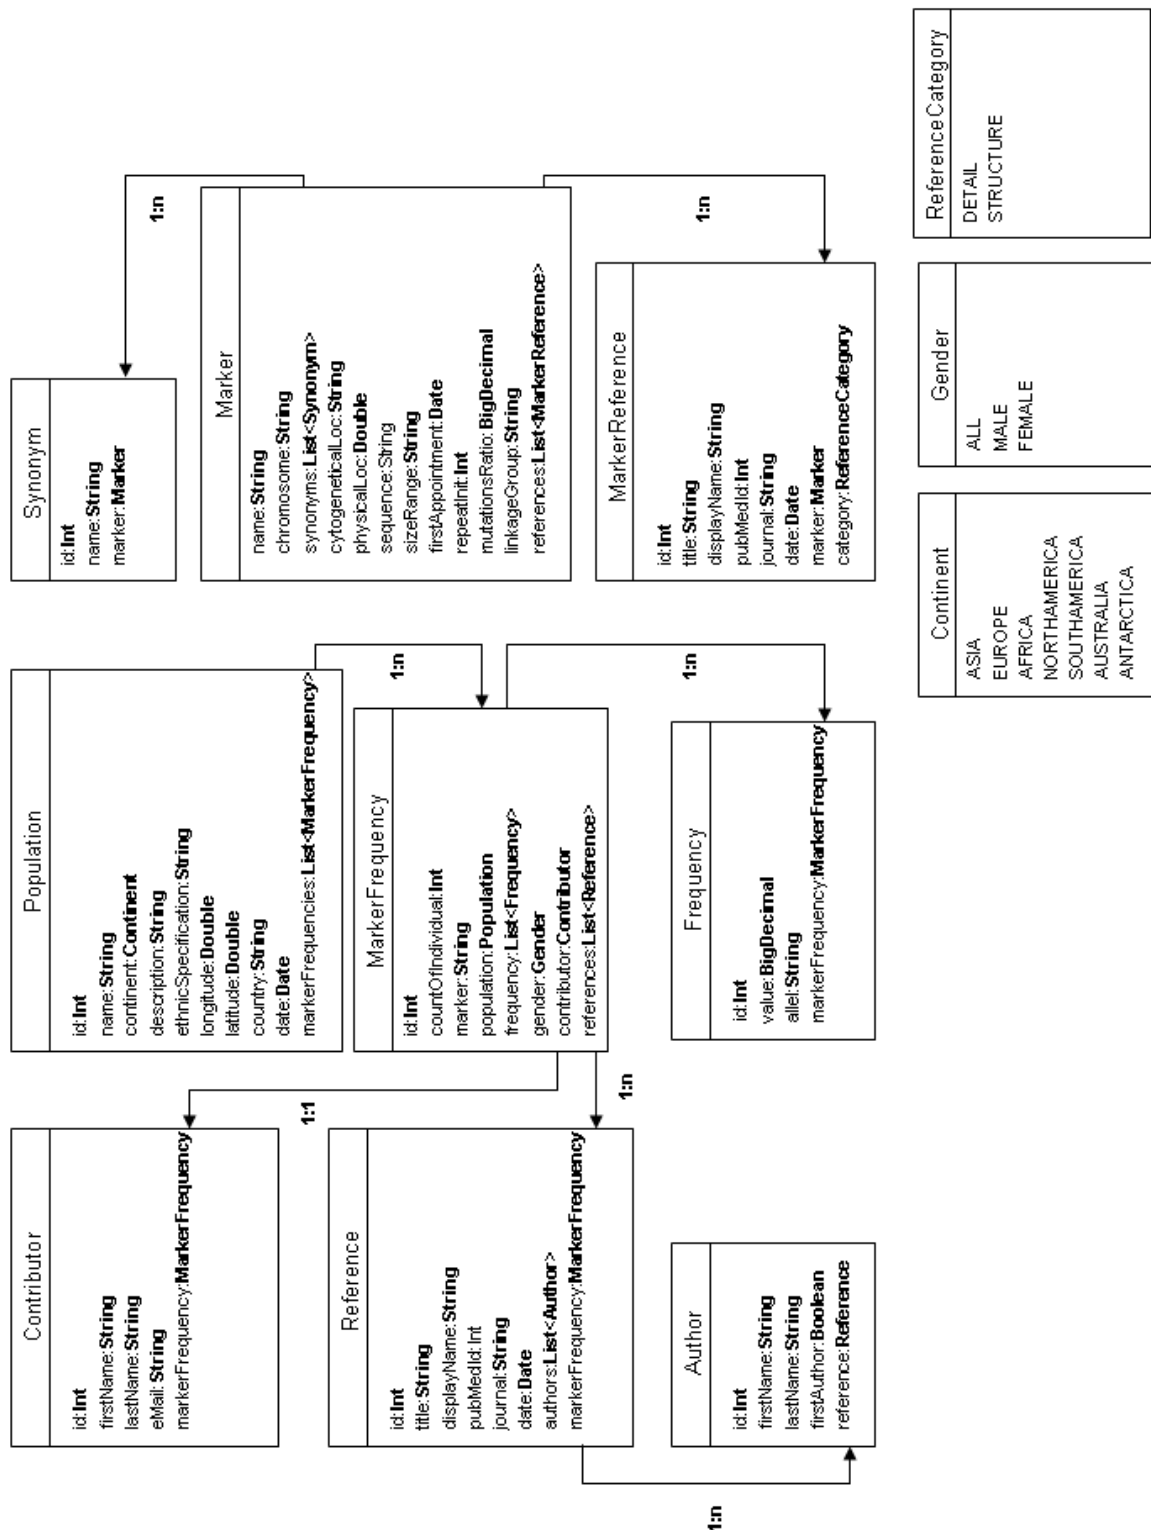 Contributor
id:Int
firstName:String
lastName:String
eMail:String
markerFrequency:MarkerFrequency
Population
id:Int
name:String
continent:Continent
description:String
ethnicSpecification:String
longitude:Double
latitude:Double
country:String
date:Date
markerFrequencies:List<MarkerFrequency>
Synonym
id:Int
name:String
marker:Marker
1:n
Marker
name:String
chromosome:String
synonyms:List<Synonym>
cytogeneticalLoc:String
physicalLoc:Double
sequence:String
sizeRange:String
firstAppointment:Date
repeatInit:Int
mutationsRatio:BigDecimal
linkageGroup:String
references:List<MarkerReference>
1:1
1:n
Reference
id:Int
title:String
displayName:String
pubMedId:Int
journal:String
date:Date
authors:List<Author>
markerFrequency:MarkerFrequency
1:n
MarkerFrequency
id:Int
countOfIndividual:Int
marker:String
population:Population
frequency:List<Frequency>
gender:Gender
contributor:Contributor
references:List<Reference>
1:n
1:n
MarkerReference
id:Int
title:String
displayName:String
pubMedId:Int
journal:String
date:Date
marker:Marker
category:ReferenceCategory
1:n
Author
id:Int
firstName:String
lastName:String
firstAuthor:Boolean
reference:Reference
Frequency
id:Int
value:BigDecimal
allel:String
markerFrequency:MarkerFrequency
Continent
ASIA
EUROPE
AFRICA
NORTHAMERICA
SOUTHAMERICA
AUSTRALIA
ANTARCTICA
Gender
ALL
MALE
FEMALE
ReferenceCategory
DETAIL
STRUCTURE